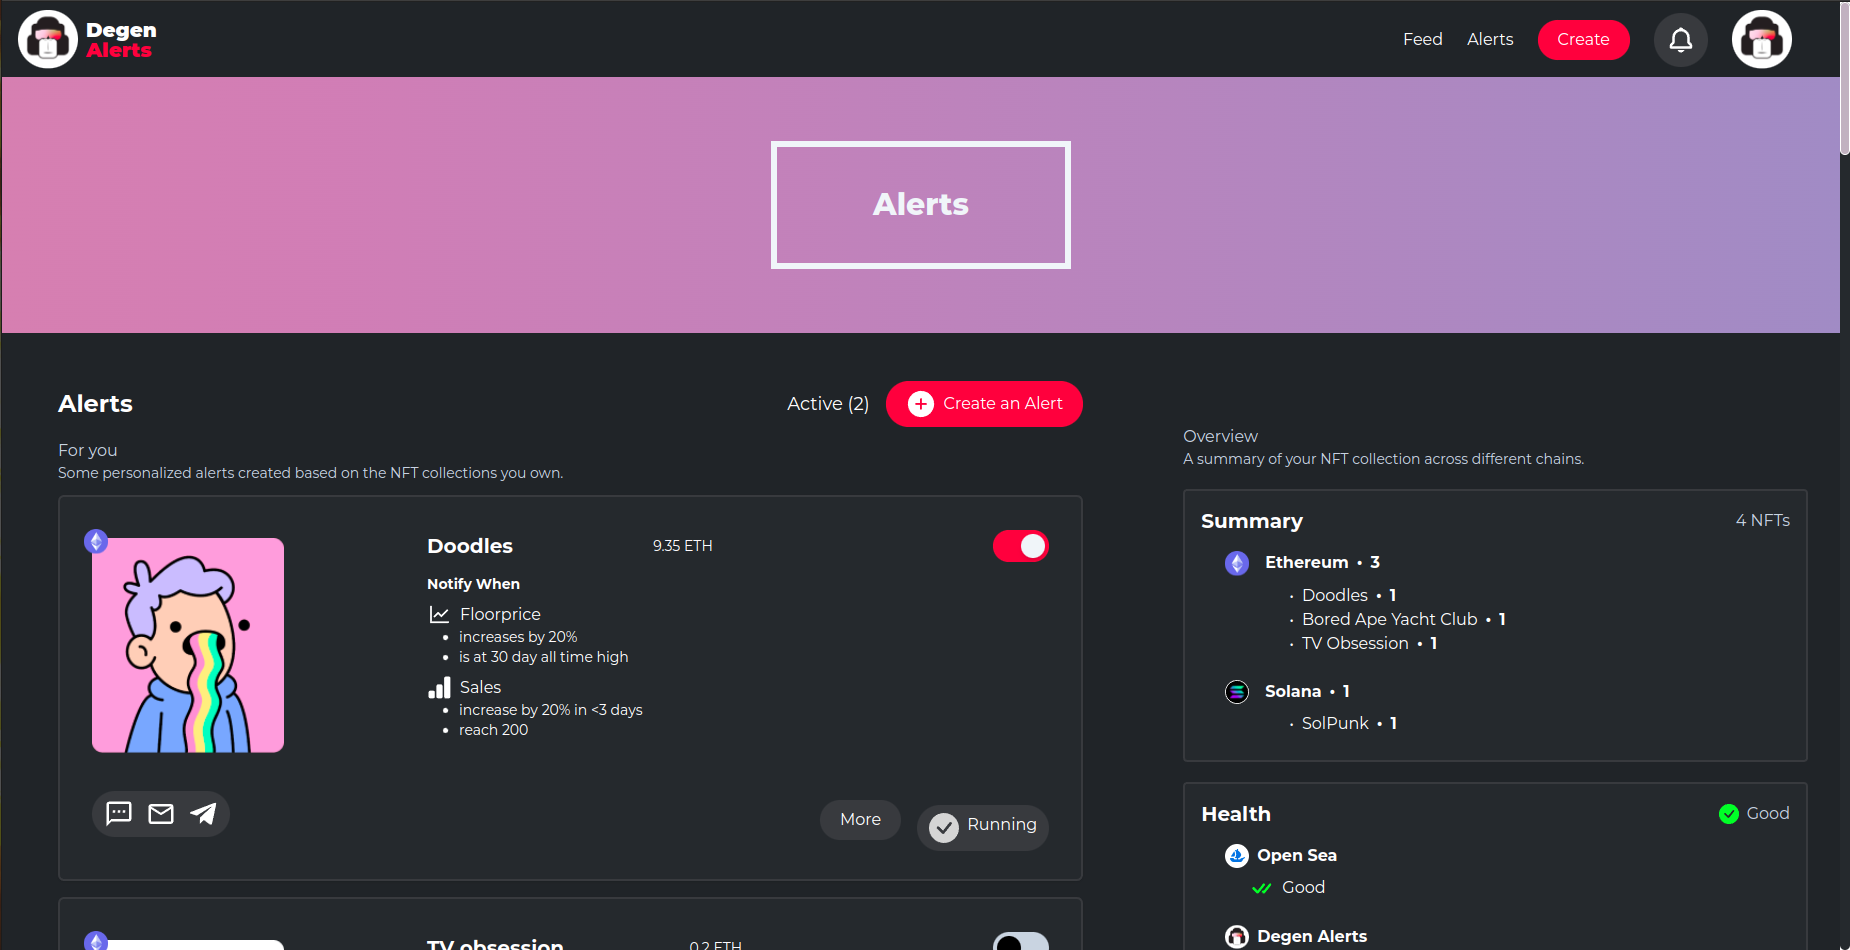 Degen
Alerts
Feed
Alerts
Create
Alerts
Alerts
Active (2)
Create an Alert
For you
Some personalized alerts created based on the NFT collections you own.
Doodles
9.35 ETH
Notify When
Floorprice
• increases by 20%
• is at 30 day all time high
Sales
• increase by 20% in <3 days
• reach 200
More
Running
TV obsession
0.2 ETH
Overview
A summary of your NFT collection across different chains.
Summary
4 NFTs
Ethereum • 3
· Doodles • 1
· Bored Ape Yacht Club • 1
· TV Obsession • 1
Solana • 1
· SolPunk • 1
Health
Good
Open Sea
Good
Degen Alerts